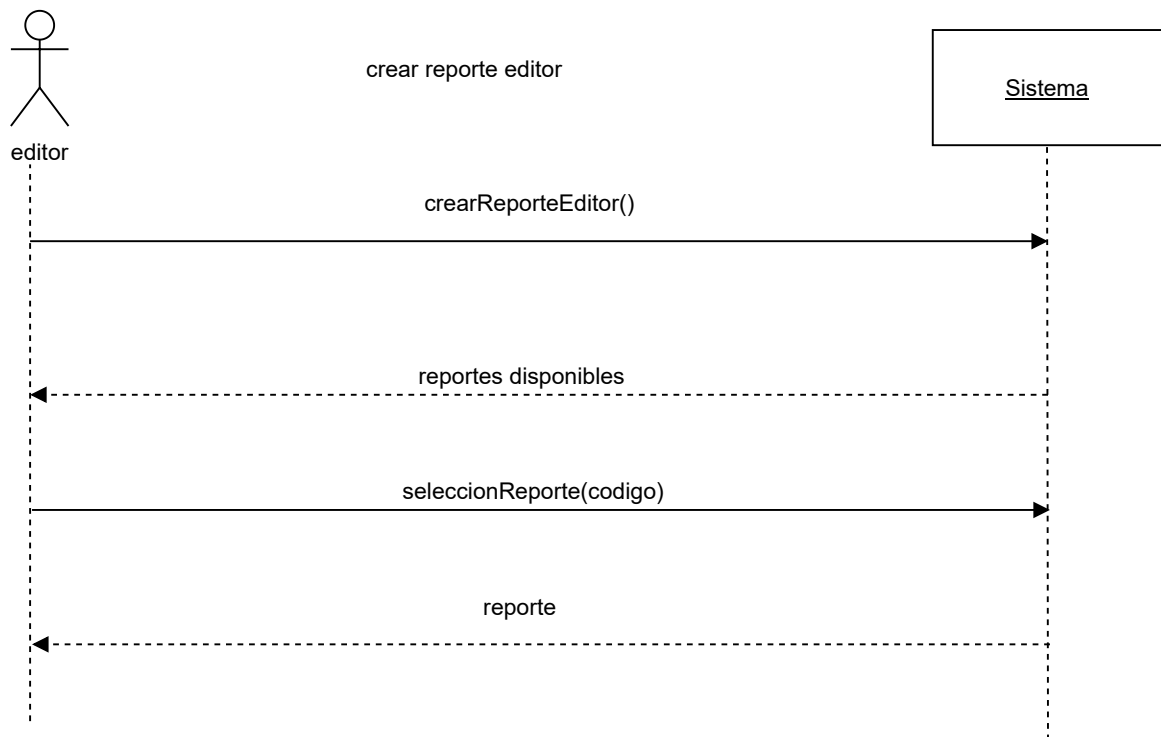 crear reporte editor
Sistema
editor
crearReporteEditor()
reportes disponibles
seleccionReporte(codigo)
reporte